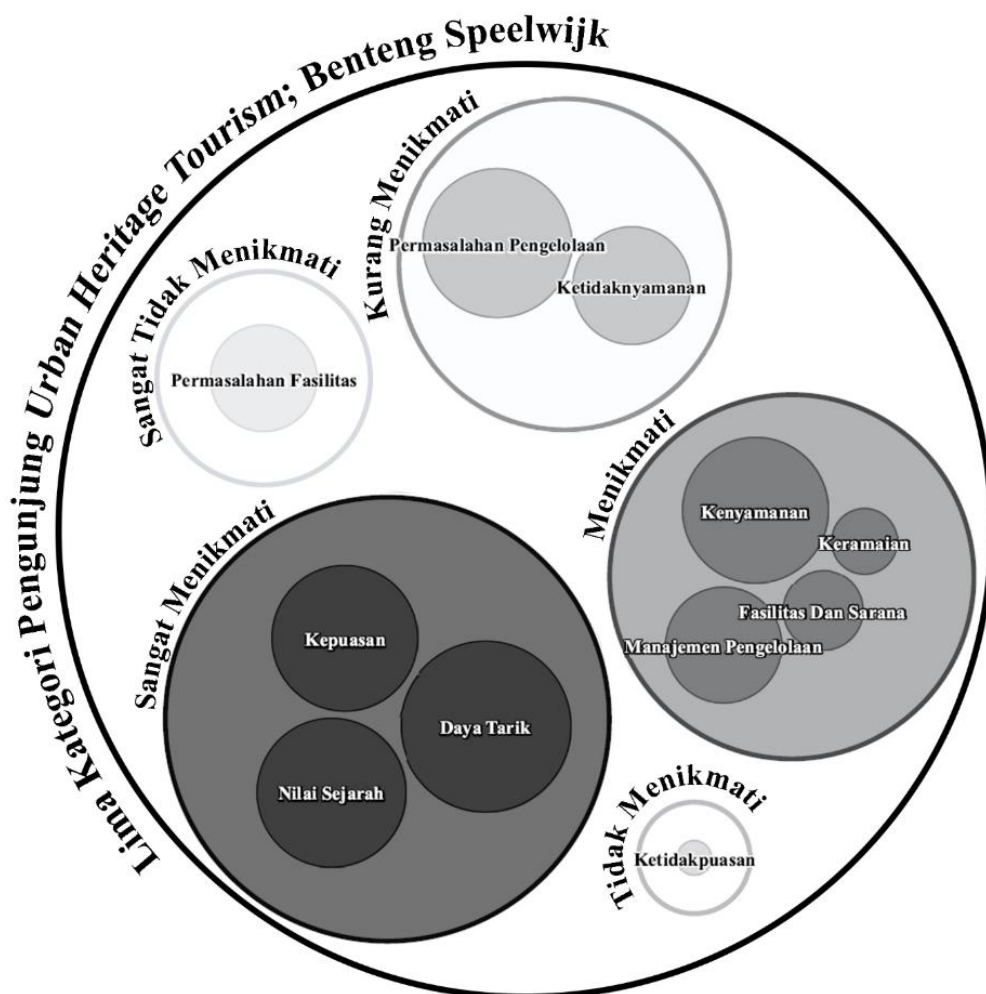 Lima Kategori Pengunjung Urban Heritage Tourism; Benteng Speelwijk
Kurang Menikmati
Permasalahan Pengelolaan
Ketidaknyamanan
Sangat Tidak Menikmati
Permasalahan Fasilitas
Menikmati
Kenyamanan
Keramaian
Fasilitas Dan Sarana
Manajemen Pengelolaan
Sangat Menikmati
Kepuasan
Daya Tarik
Nilai Sejarah
Tidak Menikmati
Ketidakpuasan